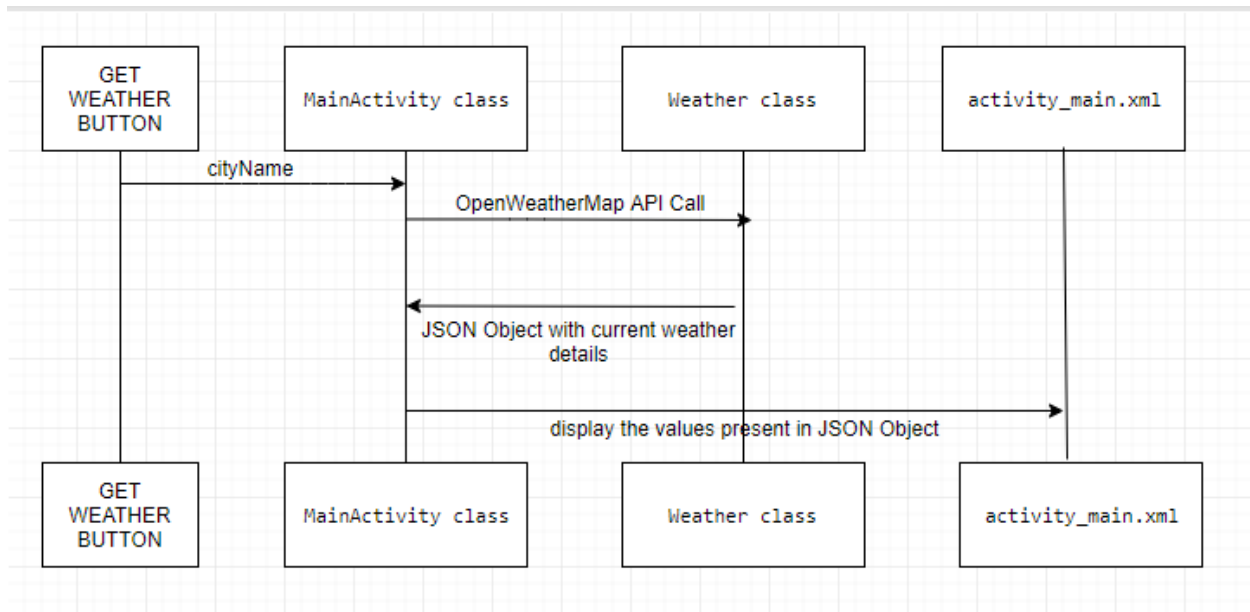 GET
WEATHER
BUTTON
MainActivity class
Weather class
activity_main.xml
cityName
OpenWeatherMap API Call
JSON Object with current weather
details
display the values present in JSON Object
GET
WEATHER
BUTTON
MainActivity class
Weather class
activity_main.xml